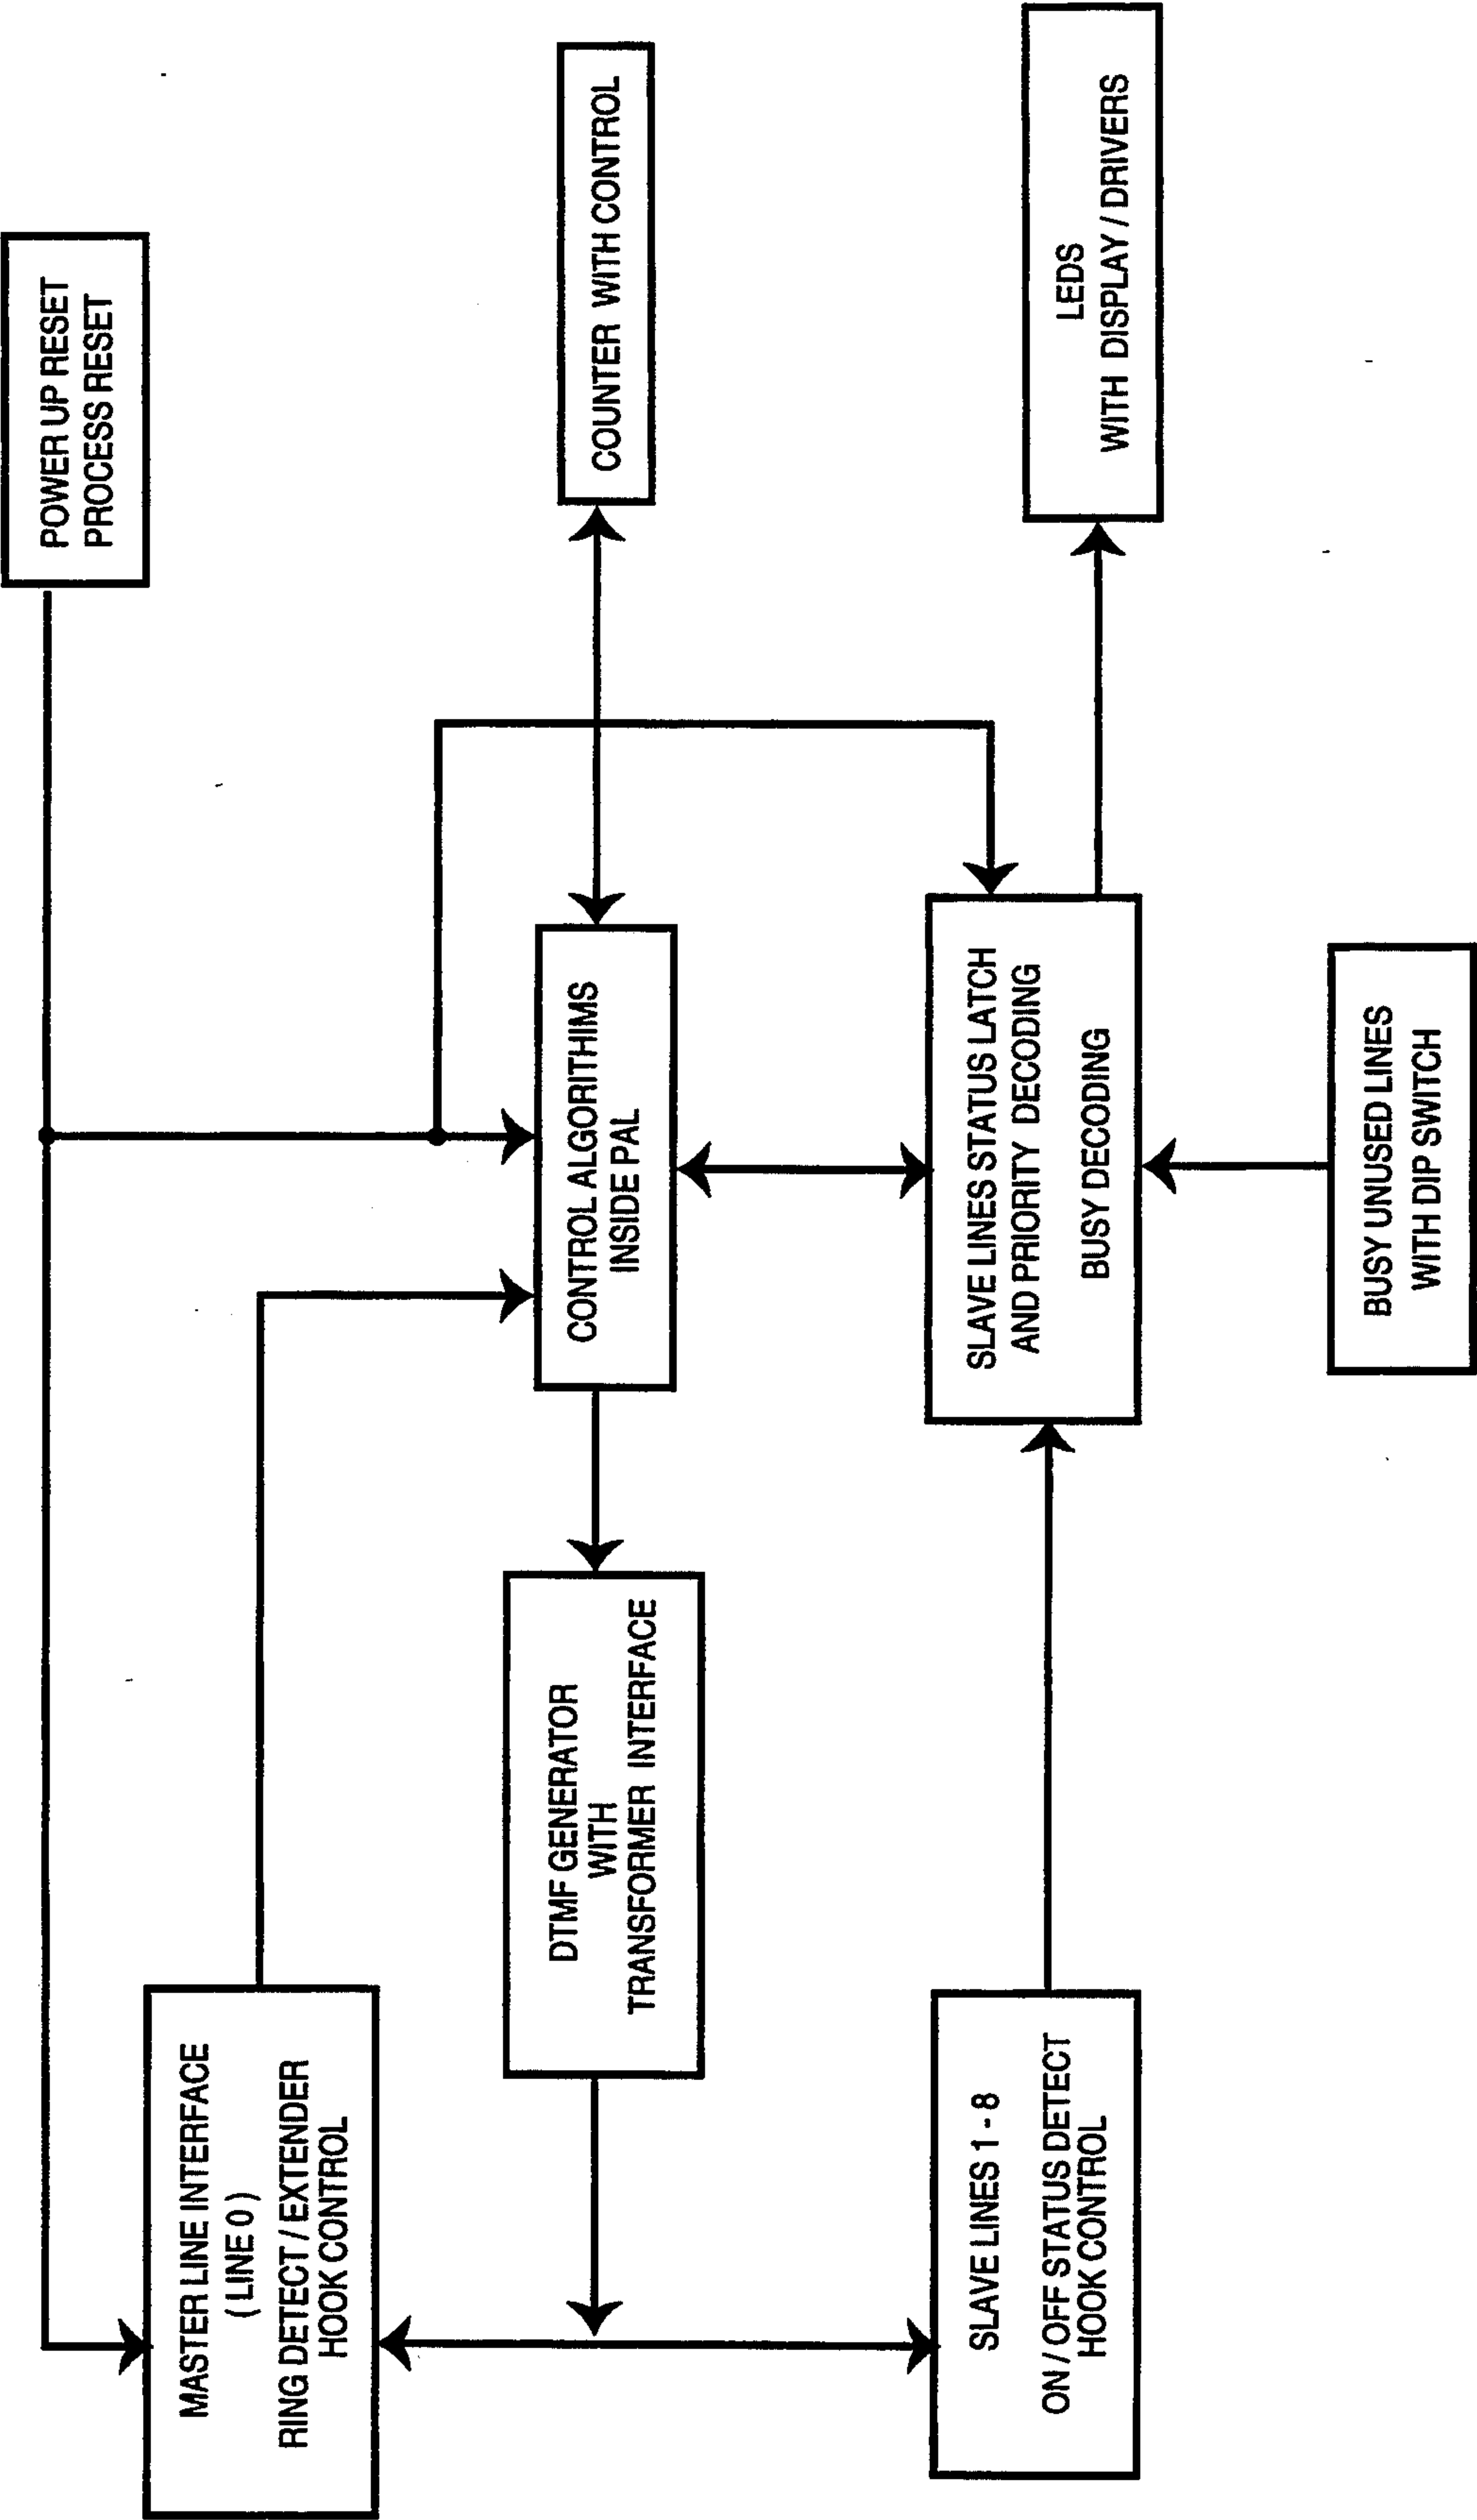 POWER UP RESET
PROCESS RESET
MASTER LINE INTERFACE
( LINE 0 )
RING DETECT / EXTENDER
HOOK CONTROL
DTMF GENERATOR
WITH
TRANSFORMER INTERFACE
CONTROL ALGORITHIMS
INSIDE PAL
COUNTER WITH CONTROL
SLAVE LINES 1 - 8
ON / OFF STATUS DETECT
HOOK CONTROL
SLAVE LINES STATUS LATCH
AND PRIORITY DECODING
BUSY DECODING
LEDS
WITH DISPLAY / DRIVERS
BUSY UNUSED LINES
WITH DIP SWITCH